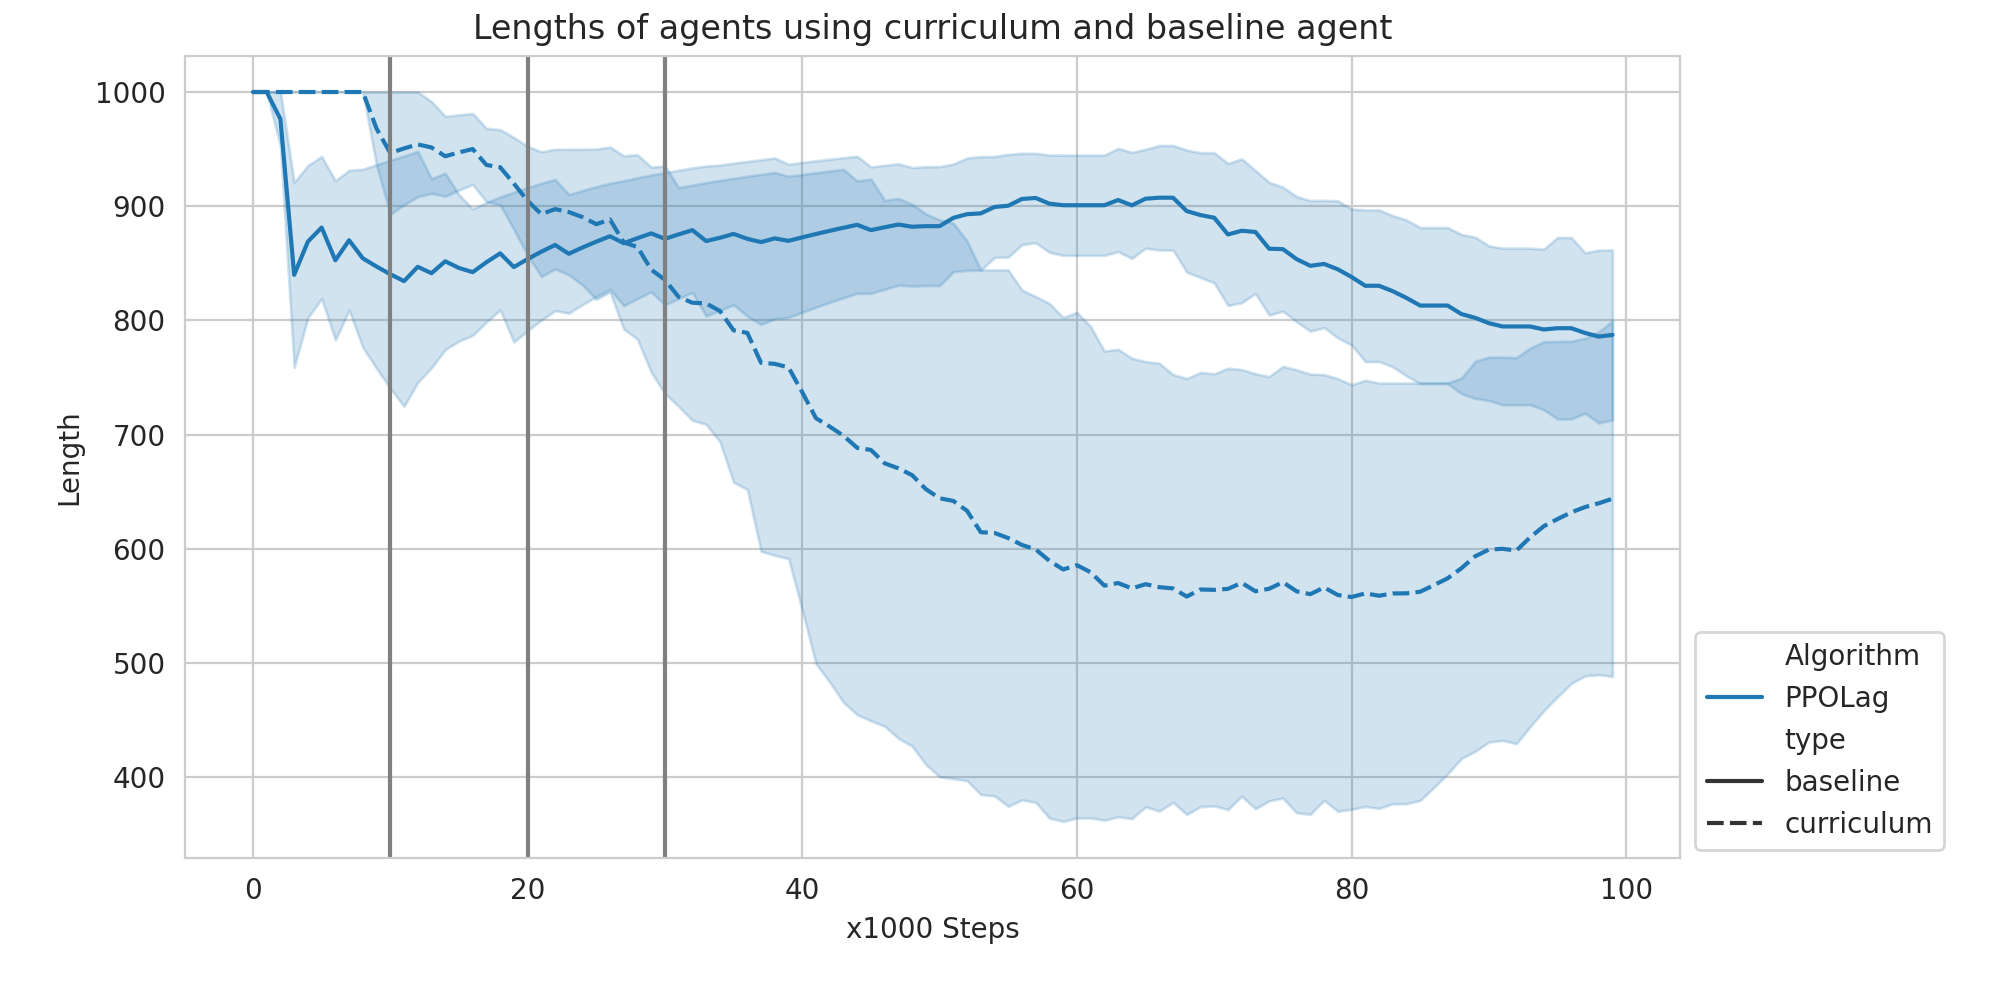 Lengths of agents using curriculum and baseline agent
1000
900
800
700
600
500
400
Length
0
20
40
60
80
100
x1000 Steps
Algorithm
PPOLag
type
baseline
curriculum